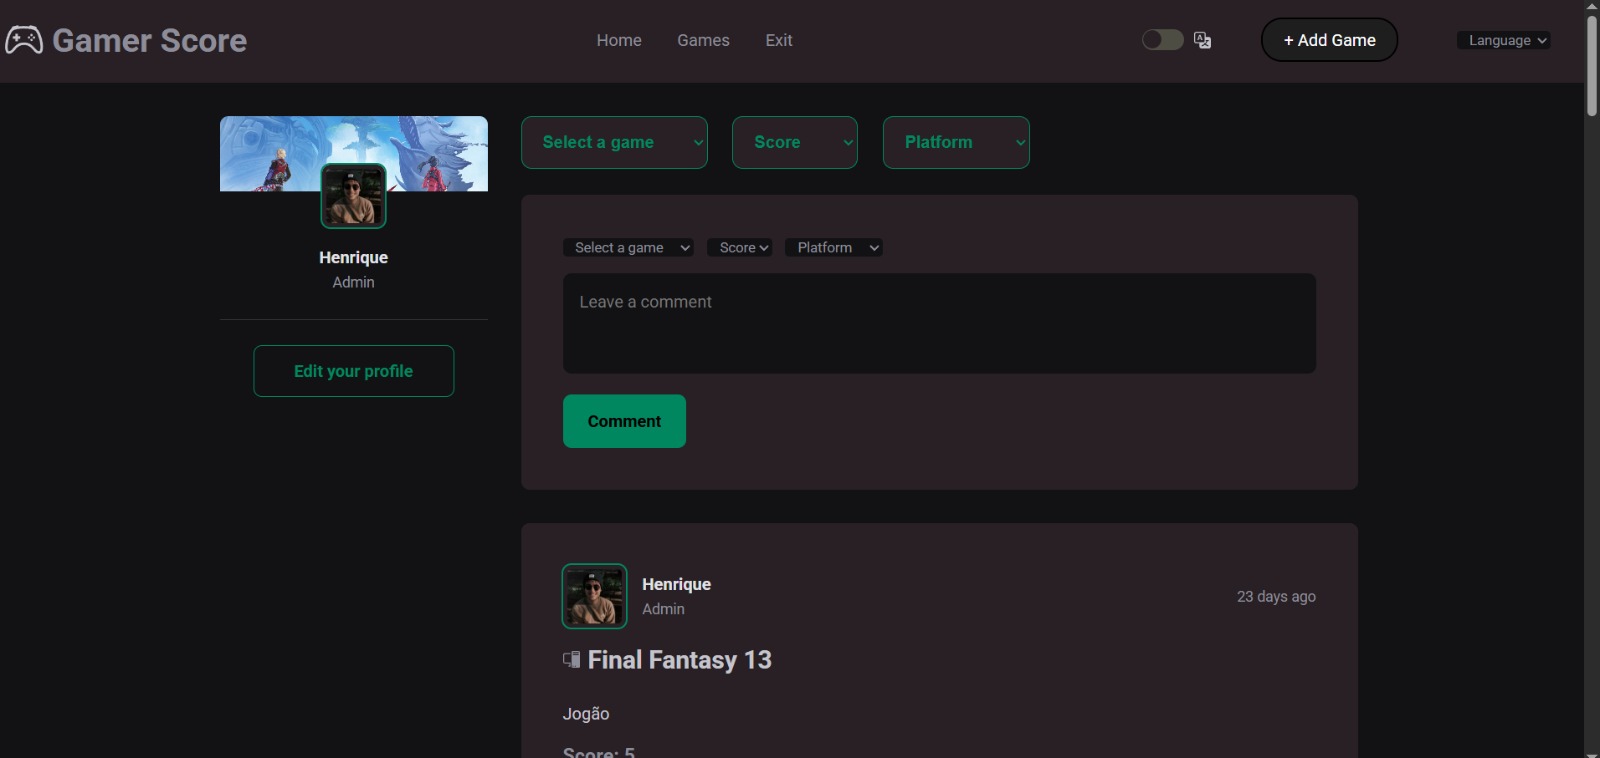 Gamer Score
Home
Games
Exit
+ Add Game
Language
Select a game
Score
Platform
Henrique
Admin
Edit your profile
Select a game
Score
Platform
Leave a comment
Comment
Henrique
Admin
23 days ago
Final Fantasy 13
Jogão
Score: 5